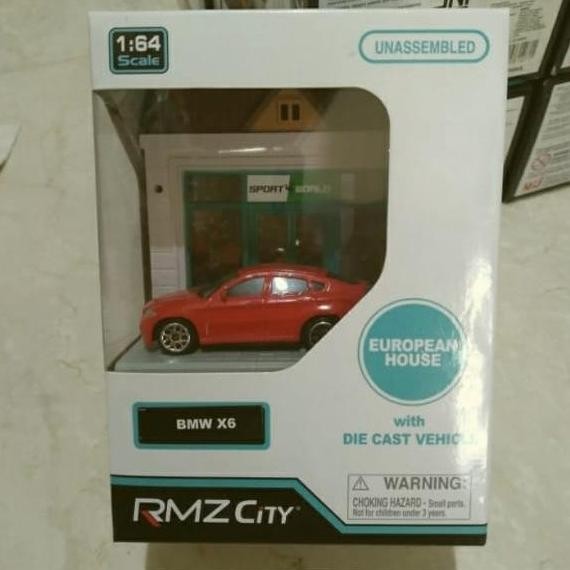 1:64
Scale
UNASSEMBLED
SPORT'S WORLD
EUROPEAN
HOUSE
with
DIE CAST VEHICLE
BMW X6
WARNING:
CHOKING HAZARD - Small parts.
Not for children under 3 years.
RMZ CiTY